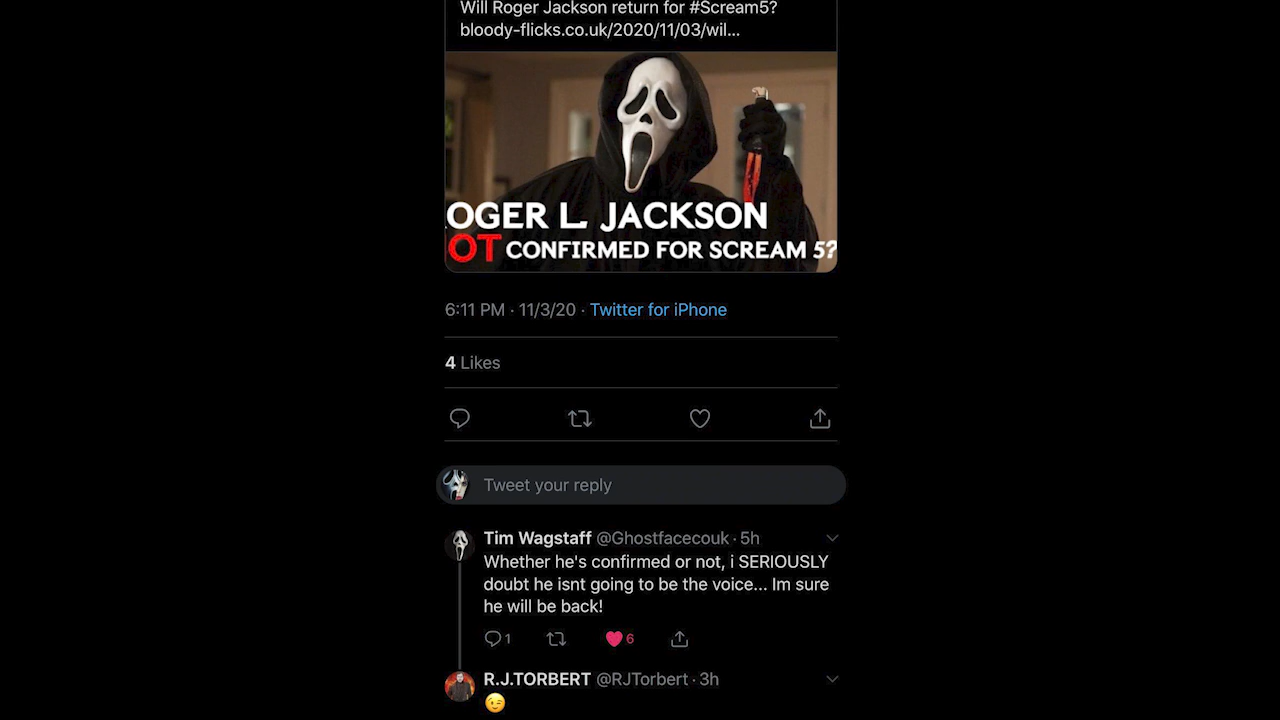 Will Roger Jackson return for #Scream5?
bloody-flicks.co.uk/2020/11/03/wil...
OGER L. JACKSON
OT CONFIRMED FOR SCREAM 5?
6:11 PM · 11/3/20 · Twitter for iPhone
4 Likes
Tweet your reply
Tim Wagstaff @Ghostfacecouk · 5h
Whether he's confirmed or not, i SERIOUSLY
doubt he isnt going to be the voice... Im sure
he will be back!
1 6
R.J.TORBERT @RJTorbert · 3h
😉